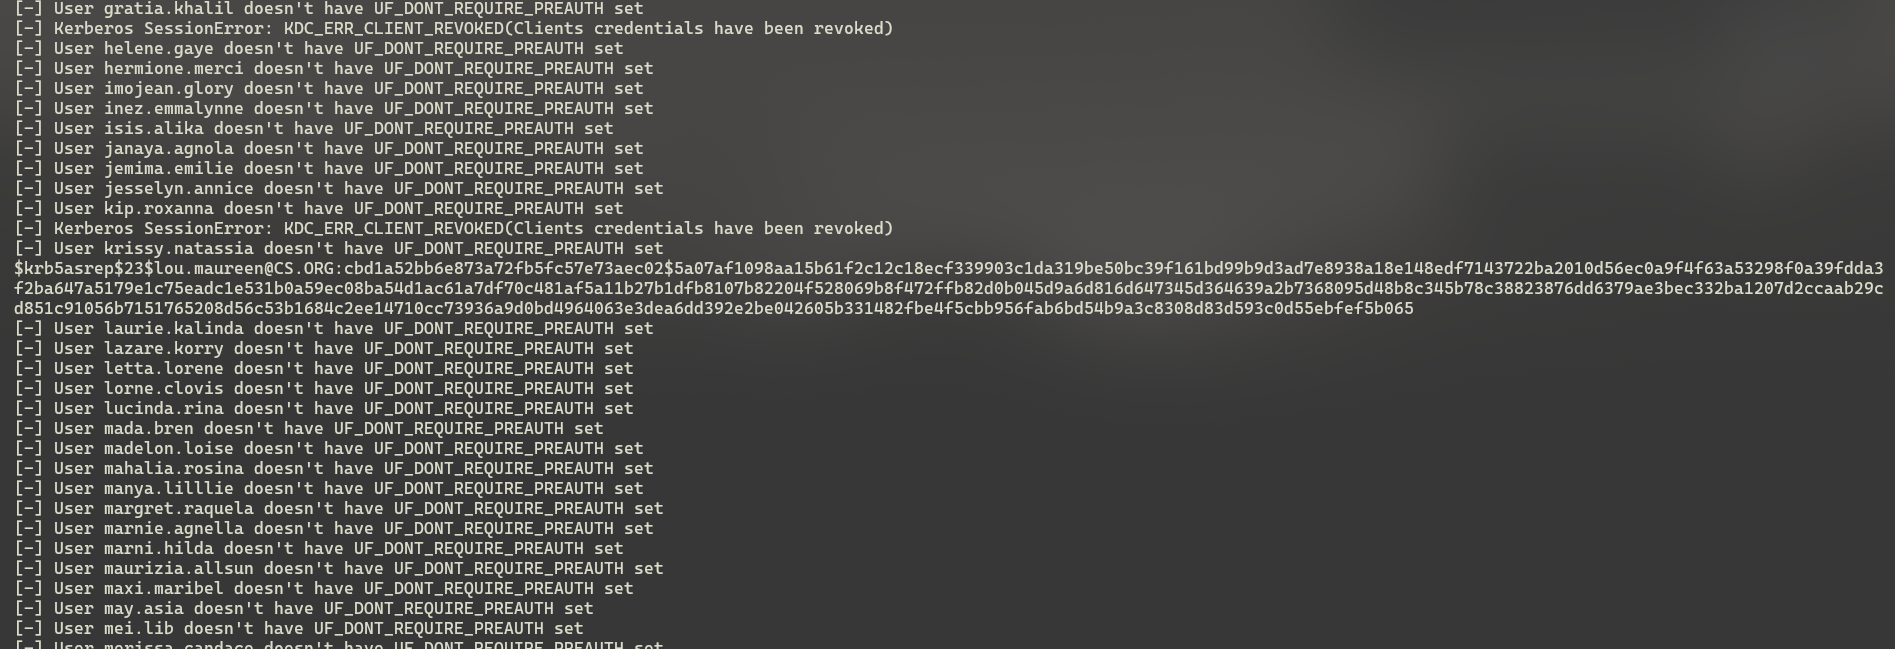 [-] User gratia.khalil doesn't have UF_DONT_REQUIRE_PREAUTH set
[-] Kerberos SessionError: KDC_ERR_CLIENT_REVOKED(Clients credentials have been revoked)
[-] User helene.gaye doesn't have UF_DONT_REQUIRE_PREAUTH set
[-] User hermione.merci doesn't have UF_DONT_REQUIRE_PREAUTH set
[-] User imojean.glory doesn't have UF_DONT_REQUIRE_PREAUTH set
[-] User inez.emmalynne doesn't have UF_DONT_REQUIRE_PREAUTH set
[-] User isis.alika doesn't have UF_DONT_REQUIRE_PREAUTH set
[-] User janaya.agnola doesn't have UF_DONT_REQUIRE_PREAUTH set
[-] User jemima.emilie doesn't have UF_DONT_REQUIRE_PREAUTH set
[-] User jesselyn.annice doesn't have UF_DONT_REQUIRE_PREAUTH set
[-] User kip.roxanna doesn't have UF_DONT_REQUIRE_PREAUTH set
[-] Kerberos SessionError: KDC_ERR_CLIENT_REVOKED(Clients credentials have been revoked)
[-] User krissy.natassia doesn't have UF_DONT_REQUIRE_PREAUTH set
$krb5asrep$23$lou.maureen@CS.ORG:cbd1a52bb6e873a72fb5fc57e73aec02$5a07af1098aa15b61f2c12c18ecf339903c1da319be50bc39f161bd99b9d3ad7e8938a18e148edf7143722ba2010d56ec0a9f4f63a53298f0a39fdda3
f2ba647a5179e1c75eadc1e531b0a59ec08ba54d1ac61a7df70c481af5a11b27b1dfb8107b82204f528069b8f472ffb82d0b045d9a6d816d647345d364639a2b7368095d48b8c345b78c38823876dd6379ae3bec332ba1207d2ccaab29c
d851c91056b7151765208d56c53b1684c2ee14710cc73936a9d0bd4964063e3dea6dd392e2be042605b331482fbe4f5cbb956fab6bd54b9a3c8308d83d593c0d55ebfef5b065
[-] User laurie.kalinda doesn't have UF_DONT_REQUIRE_PREAUTH set
[-] User lazare.korry doesn't have UF_DONT_REQUIRE_PREAUTH set
[-] User letta.lorene doesn't have UF_DONT_REQUIRE_PREAUTH set
[-] User lorne.clovis doesn't have UF_DONT_REQUIRE_PREAUTH set
[-] User lucinda.rina doesn't have UF_DONT_REQUIRE_PREAUTH set
[-] User mada.bren doesn't have UF_DONT_REQUIRE_PREAUTH set
[-] User madelon.loise doesn't have UF_DONT_REQUIRE_PREAUTH set
[-] User mahalia.rosina doesn't have UF_DONT_REQUIRE_PREAUTH set
[-] User manya.lilllie doesn't have UF_DONT_REQUIRE_PREAUTH set
[-] User margret.raquela doesn't have UF_DONT_REQUIRE_PREAUTH set
[-] User marnie.agnella doesn't have UF_DONT_REQUIRE_PREAUTH set
[-] User marni.hilda doesn't have UF_DONT_REQUIRE_PREAUTH set
[-] User maurizia.allsun doesn't have UF_DONT_REQUIRE_PREAUTH set
[-] User maxi.maribel doesn't have UF_DONT_REQUIRE_PREAUTH set
[-] User may.asia doesn't have UF_DONT_REQUIRE_PREAUTH set
[-] User mei.lib doesn't have UF_DONT_REQUIRE_PREAUTH set
[-] User merissa.candace doesn't have UF_DONT_REQUIRE_PREAUTH set